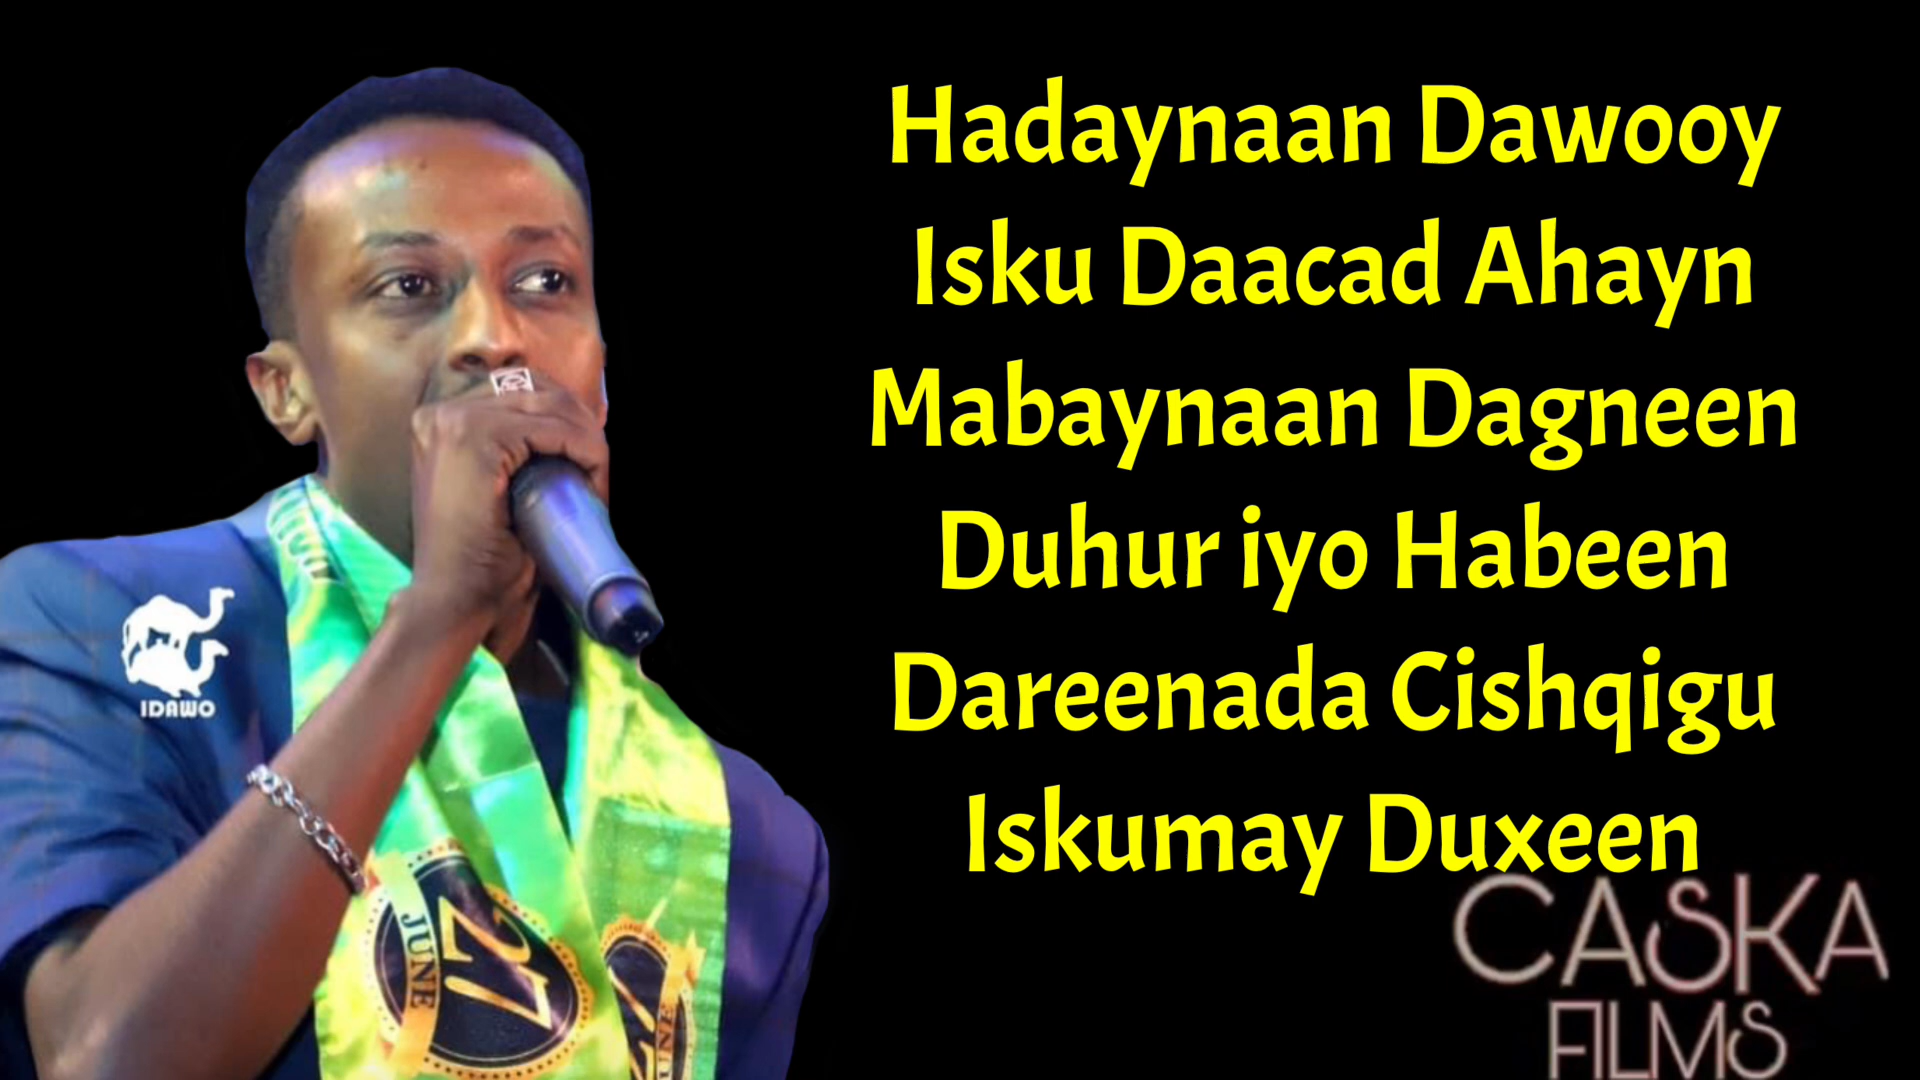 Hadaynaan Dawooy
Isku Daacad Ahayn
Mabaynaan Dagneen
Duhur iyo Habeen
Dareenada Cishqigu
Iskumay Duxeen
IDAWO
JUNE
27
CASKA
FILMS